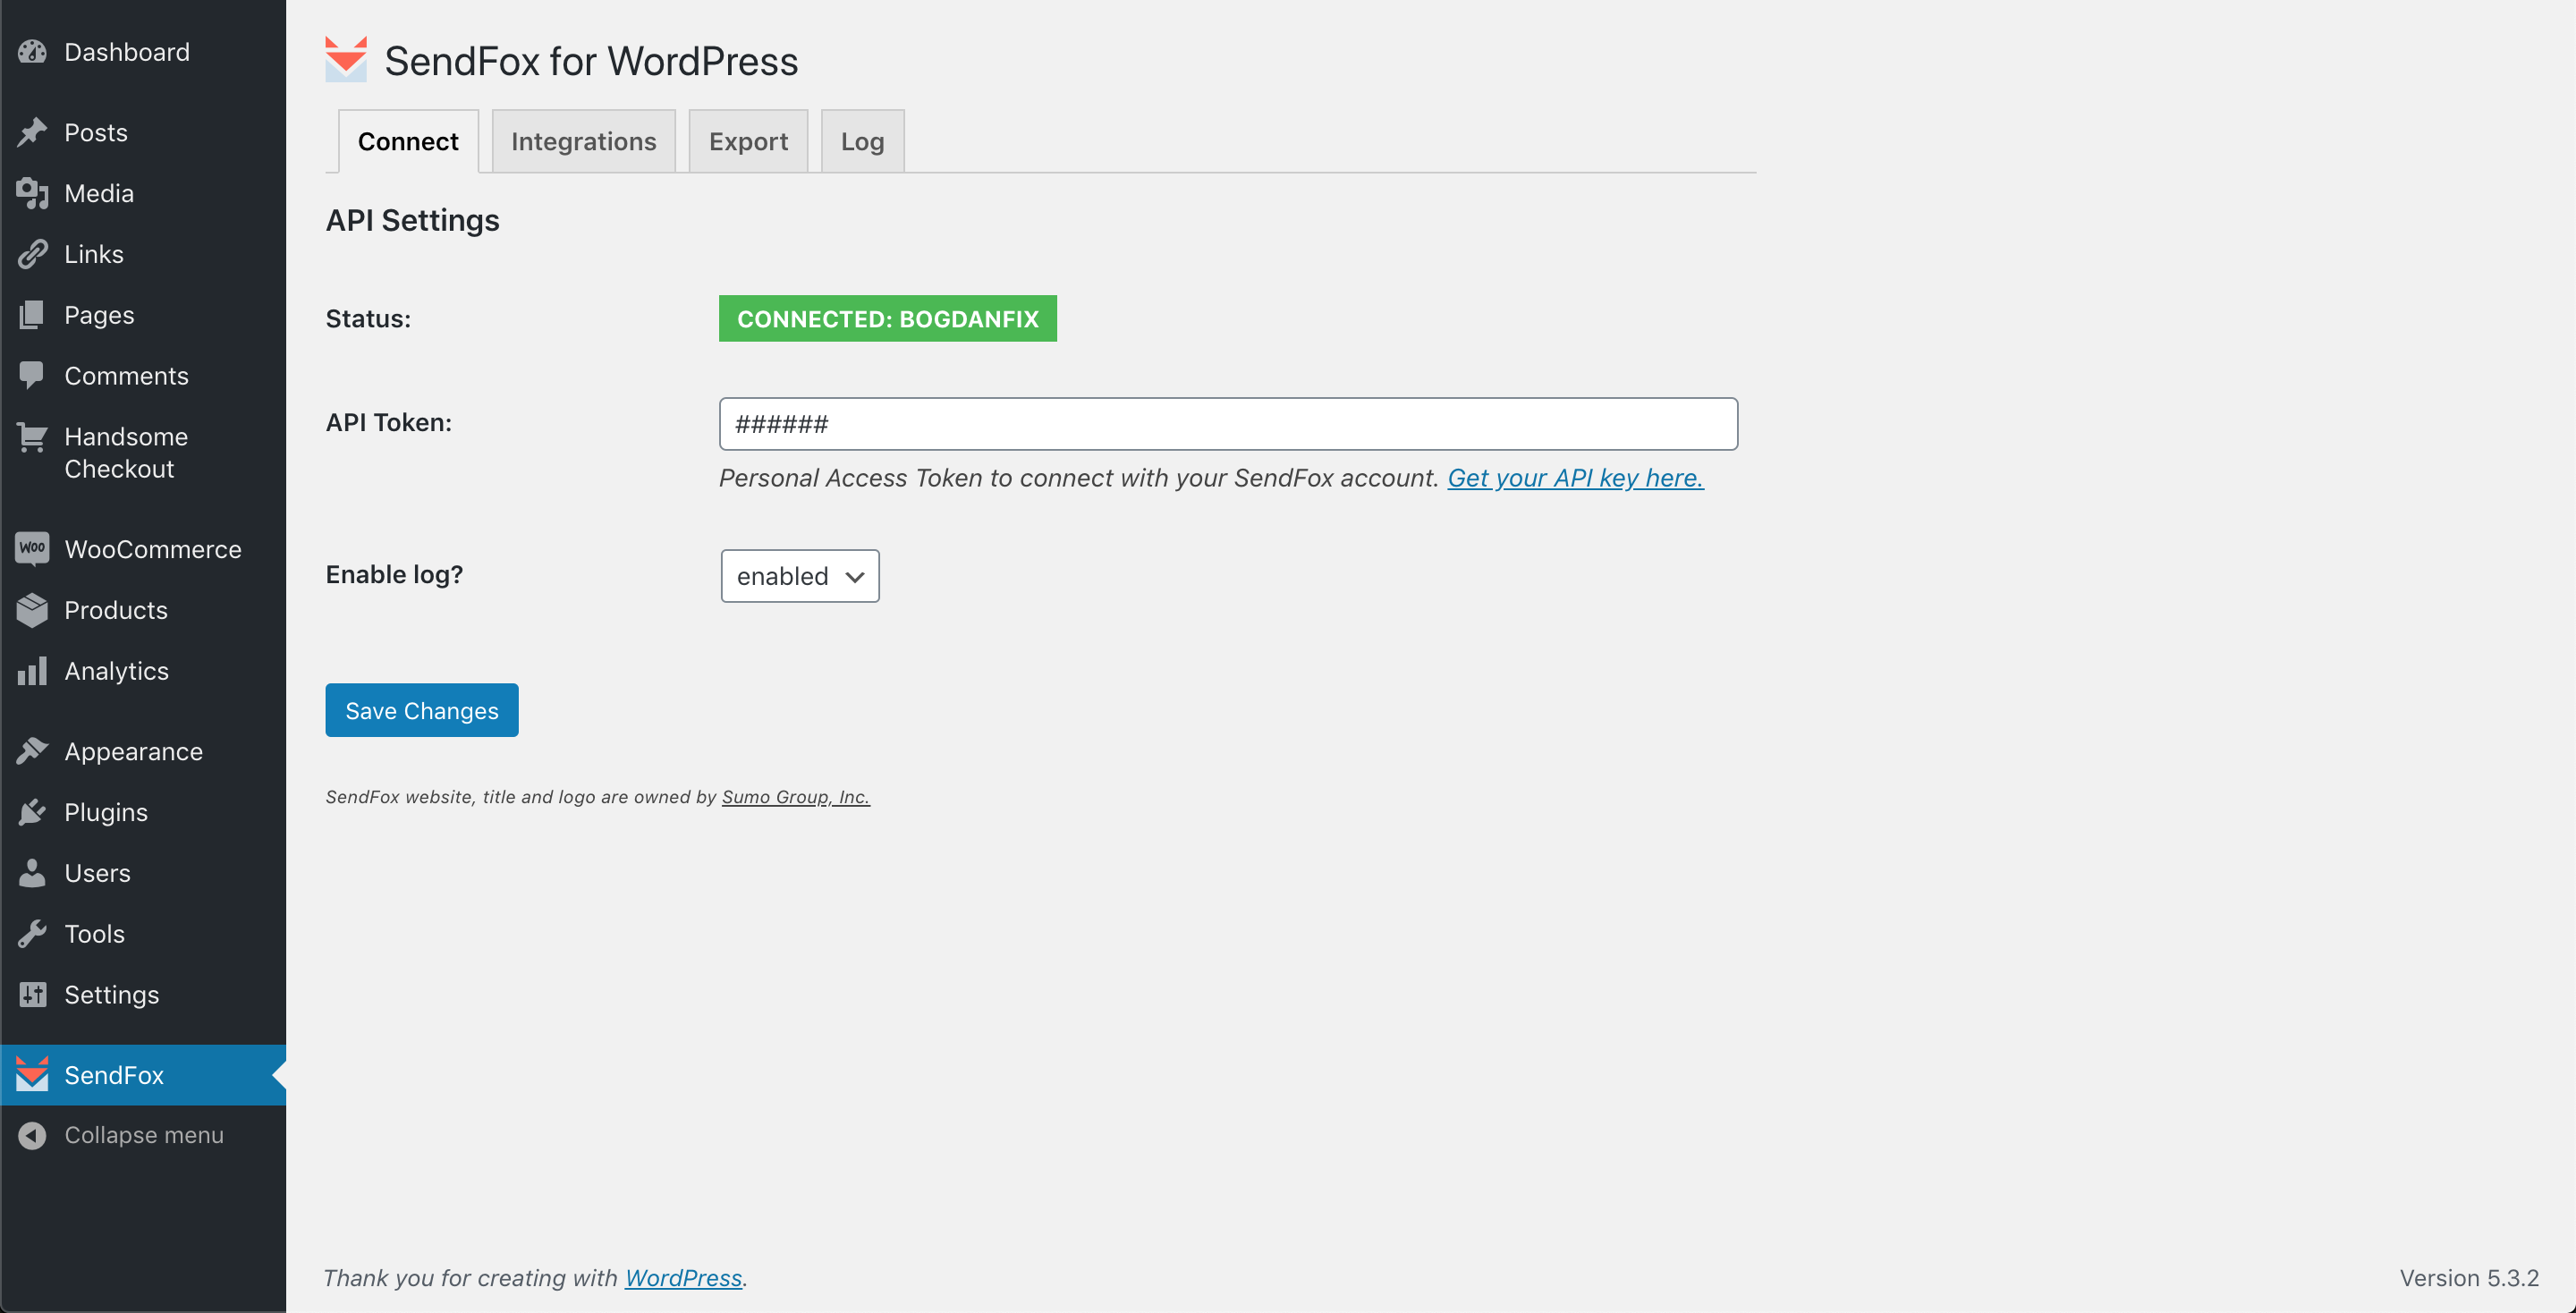 Dashboard
Posts
Media
Links
Pages
Comments
Handsome
Checkout
Woo
WooCommerce
Products
Analytics
Appearance
Plugins
Users
Tools
Settings
SendFox
Collapse menu
SendFox for WordPress
Connect
Integrations
Export
Log
API Settings
Status:
CONNECTED: BOGDANFIX
API Token:
######
Personal Access Token to connect with your SendFox account. Get your API key here.
Enable log?
enabled
Save Changes
SendFox website, title and logo are owned by Sumo Group, Inc.
Thank you for creating with WordPress.
Version 5.3.2